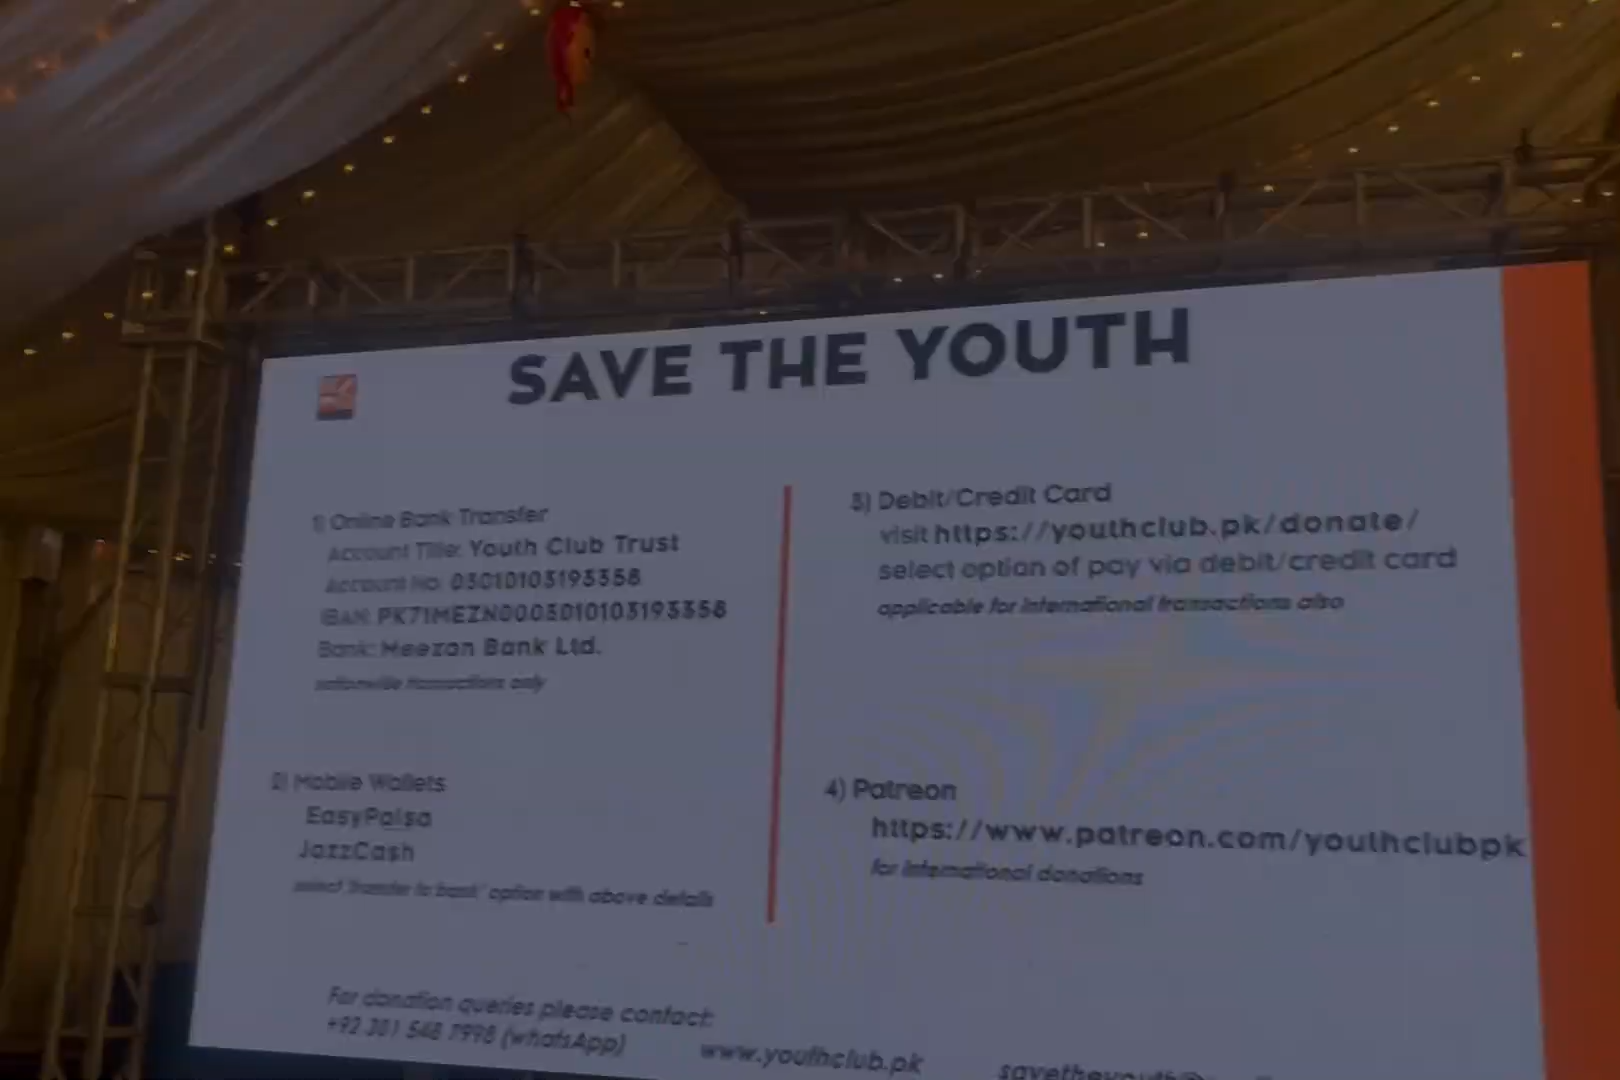 SAVE THE YOUTH
1) Online Bank Transfer
Account Title: Youth Club Trust
Account No: 03010103193358
IBAN: PK71MEZN0003010103193358
Bank: Meezan Bank Ltd.
nationwide transactions only
2) Mobile Wallets
EasyPaisa
JazzCash
select 'transfer to bank' option with above details
3) Debit/Credit Card
visit https://youthclub.pk/donate/
select option of pay via debit/credit card
applicable for international transactions also
4) Patreon
https://www.patreon.com/youthclubpk
for international donations
For donation queries please contact:
+92 301 548 7998 (whatsApp)
www.youthclub.pk